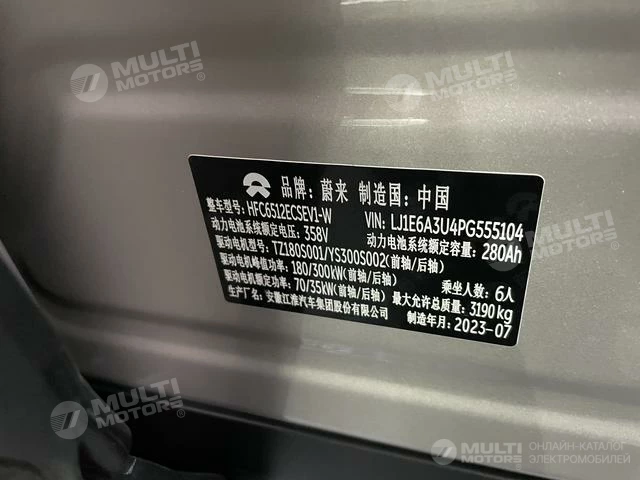 MULTI
MOTORS
MULTI
MOTORS
品牌: 蔚来 制造国: 中国
整车型号: HFC6512ECSEV1-W VIN: LJ1E6A3U4PG555104
动力电池系统额定电压: 358V 动力电池系统额定容量: 280Ah
驱动电机型号: TZ180S001/YS300S002(前轴/后轴)
驱动电机峰值功率: 180/300kW(前轴/后轴) 乘坐人数: 6人
驱动电机额定功率: 70/35kW(前轴/后轴) 最大允许总质量: 3190kg
生产厂名: 安徽江淮汽车集团股份有限公司 制造年月: 2023-07
MULTI
MOTORS
MULTI
MOTORS
ОНЛАЙН-КАТАЛОГ
ЭЛЕКТРОМОБИЛЕЙ